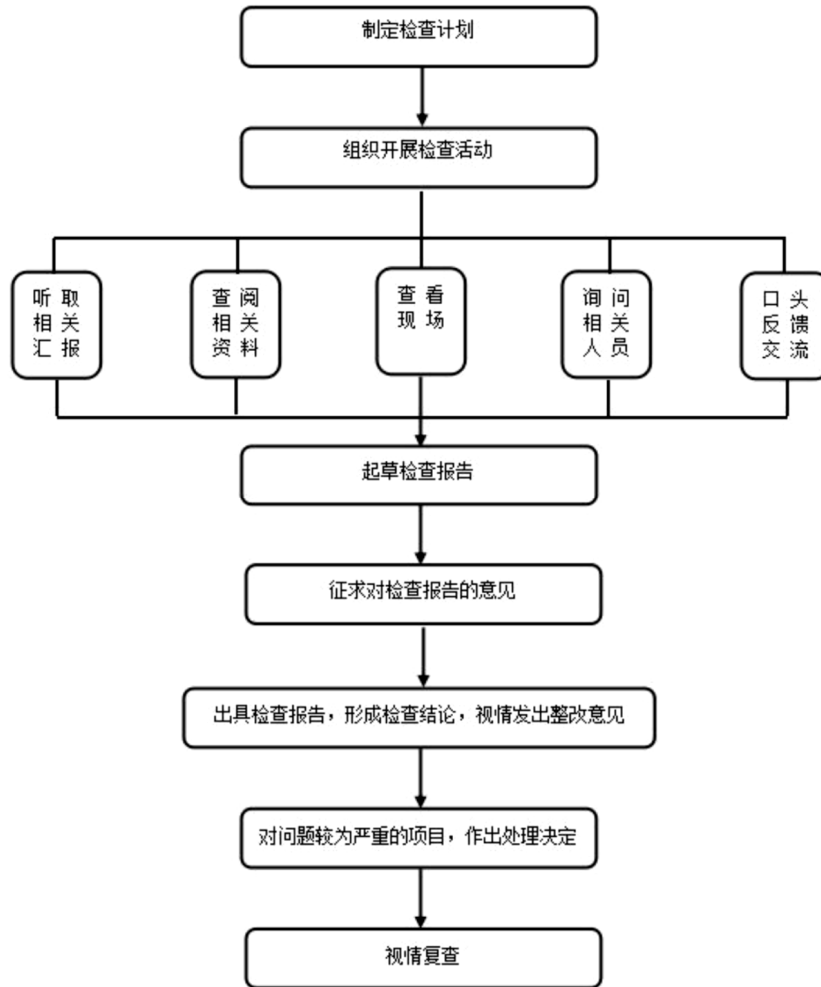 制定检查计划
组织开展检查活动
听取
相关
汇报
查阅
相关
资料
查看
现场
询问
相关
人员
口头
反馈
交流
起草检查报告
征求对检查报告的意见
出具检查报告，形成检查结论，视情发出整改意见
对问题较为严重的项目，作出处理决定
视情复查